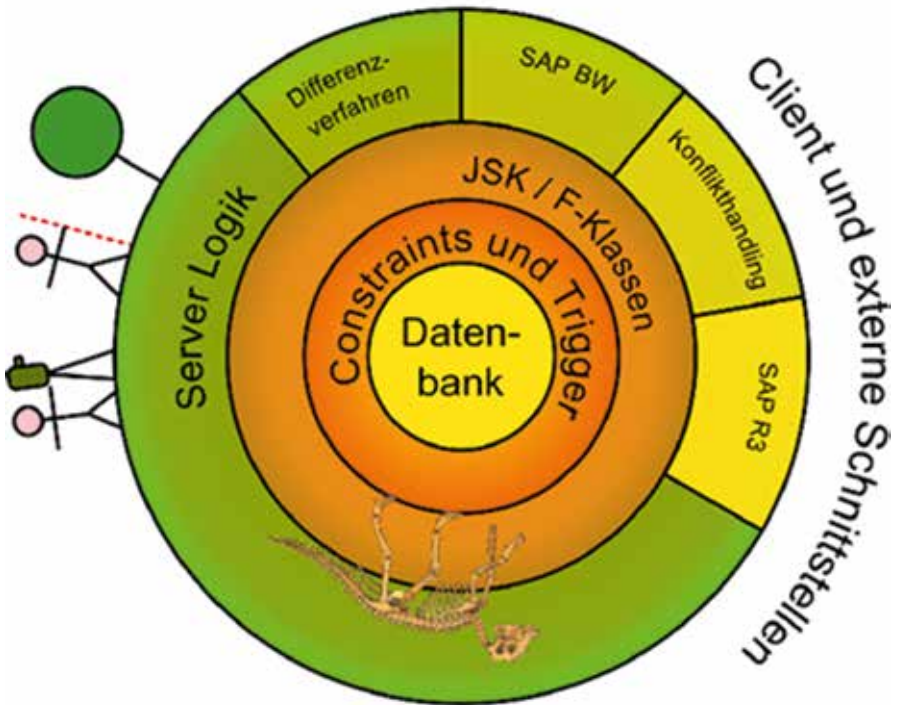 Differenz-
verfahren
SAP BW
Konflikthandling
SAP R3
Server Logik
JSK / F-Klassen
Constraints und Trigger
Daten-
bank
Client und externe Schnittstellen